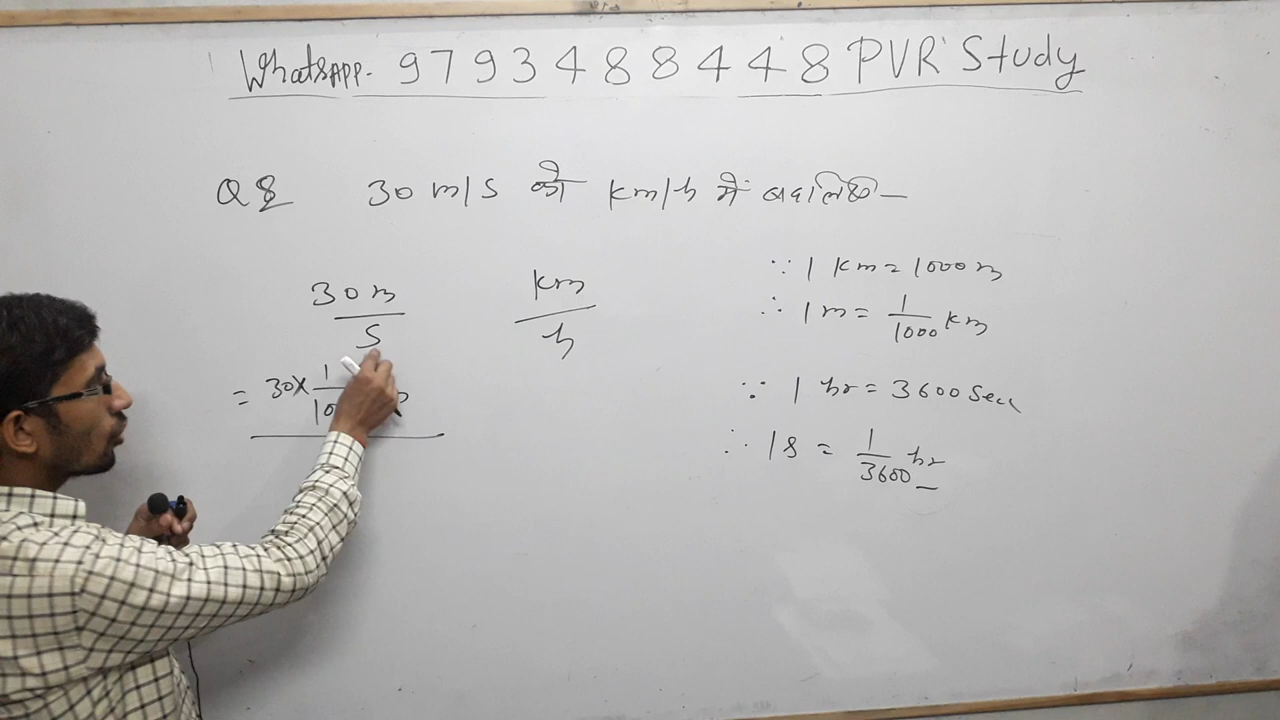 WhatsAPP- 9793488448 PVR Study
Q8 30 m/s को km/h में बदलिए -
30 m
s
km
h
= 30× 1
10
∵ 1 km = 1000 m
∴ 1 m = 1/1000 km
∵ 1 hr = 3600 Sec
∴ 1 s = 1/3600 hr